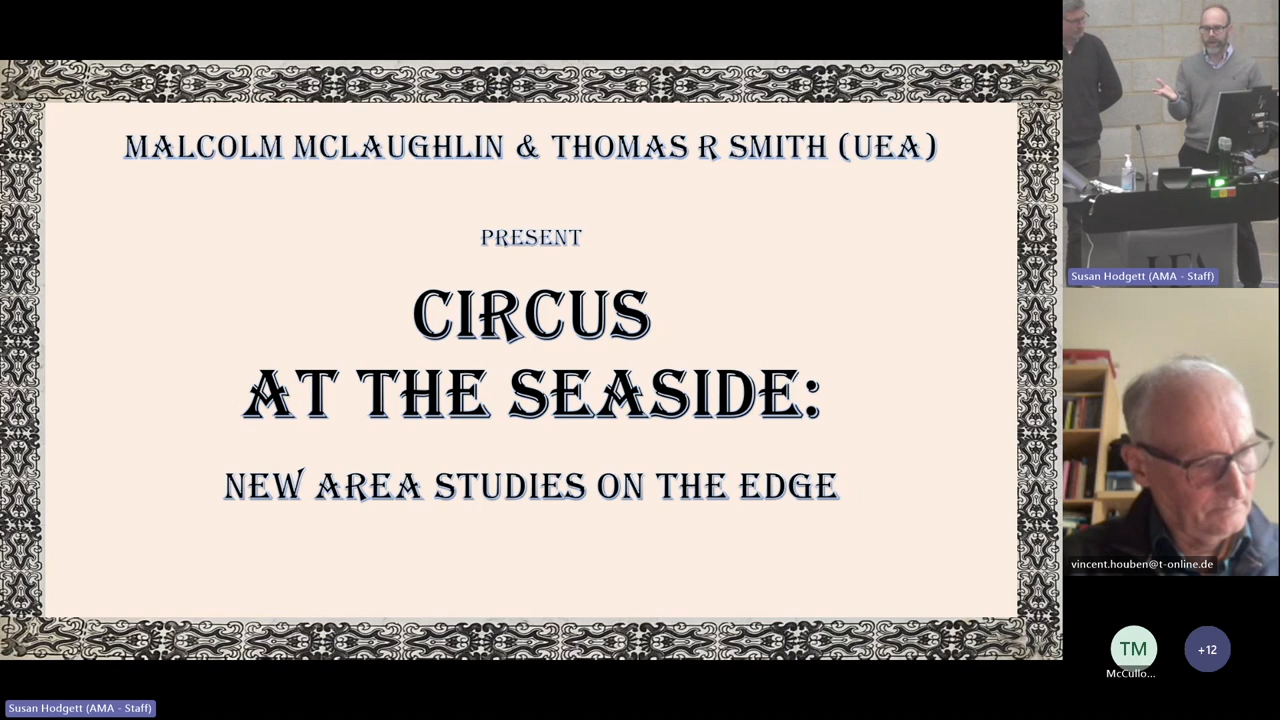 MALCOLM MCLAUGHLIN & THOMAS R SMITH (UEA)
PRESENT
CIRCUS
AT THE SEASIDE:
NEW AREA STUDIES ON THE EDGE
UEA
Susan Hodgett (AMA - Staff)
vincent.houben@t-online.de
TM
McCullo...
+12
Susan Hodgett (AMA - Staff)